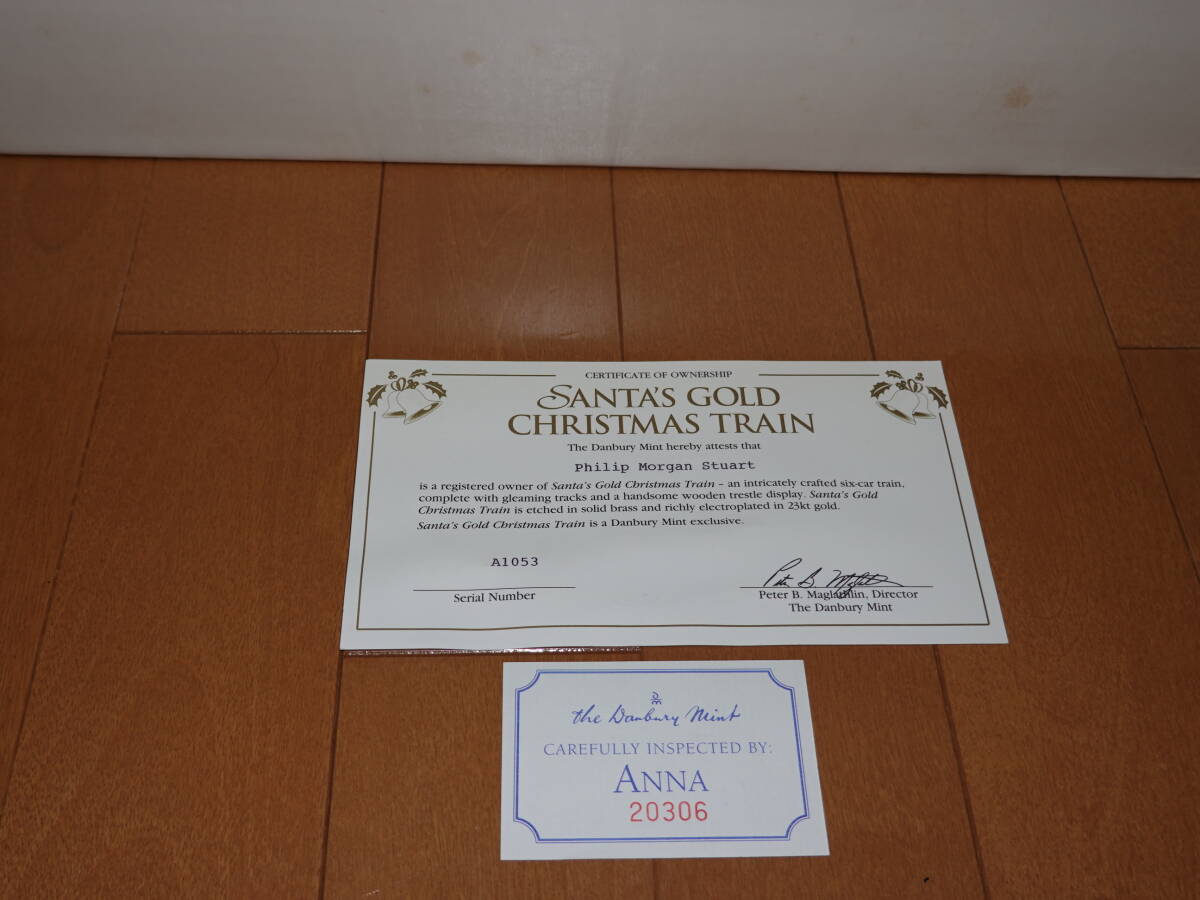 CERTIFICATE OF OWNERSHIP
SANTA'S GOLD
CHRISTMAS TRAIN
The Danbury Mint hereby attests that
Philip Morgan Stuart
is a registered owner of Santa's Gold Christmas Train – an intricately crafted six-car train,
complete with gleaming tracks and a handsome wooden trestle display. Santa's Gold
Christmas Train is etched in solid brass and richly electroplated in 23kt gold.
Santa's Gold Christmas Train is a Danbury Mint exclusive.
A1053
Serial Number
Peter B. Maglathlin, Director
The Danbury Mint
the Danbury Mint
CAREFULLY INSPECTED BY:
ANNA
20306